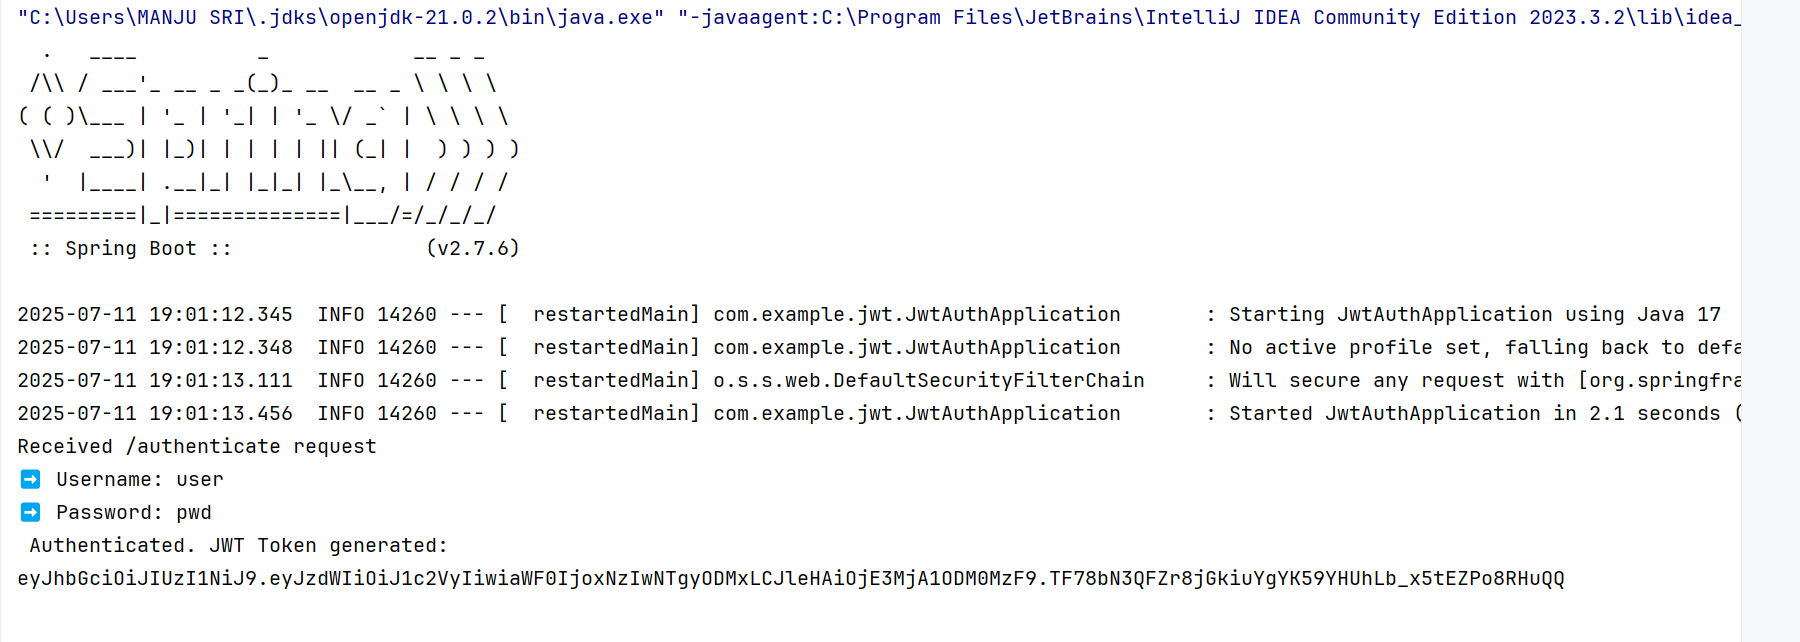 "C:\Users\MANJU SRI\.jdks\openjdk-21.0.2\bin\java.exe" "-javaagent:C:\Program Files\JetBrains\IntelliJ IDEA Community Edition 2023.3.2\lib\idea_
  .   ____          _            __ _ _
 /\\ / ___'_ __ _ _(_)_ __  __ _ \ \ \ \
( ( )\___ | '_ | '_| | '_ \/ _` | \ \ \ \
 \\/  ___)| |_)| | | | | || (_| |  ) ) ) )
  '  |____| .__|_| |_|_| |_\__, | / / / /
 =========|_|==============|___/=/_/_/_/
 :: Spring Boot ::                (v2.7.6)
2025-07-11 19:01:12.345  INFO 14260 --- [  restartedMain] com.example.jwt.JwtAuthApplication       : Starting JwtAuthApplication using Java 17
2025-07-11 19:01:12.348  INFO 14260 --- [  restartedMain] com.example.jwt.JwtAuthApplication       : No active profile set, falling back to defa
2025-07-11 19:01:13.111  INFO 14260 --- [  restartedMain] o.s.s.web.DefaultSecurityFilterChain     : Will secure any request with [org.springfra
2025-07-11 19:01:13.456  INFO 14260 --- [  restartedMain] com.example.jwt.JwtAuthApplication       : Started JwtAuthApplication in 2.1 seconds (
Received /authenticate request
➡️ Username: user
➡️ Password: pwd
 Authenticated. JWT Token generated:
eyJhbGciOiJIUzI1NiJ9.eyJzdWIiOiJ1c2VyIiwiaWF0IjoxNzIwNTgyODMxLCJleHAiOjE3MjA1ODM0MzF9.TF78bN3QFZr8jGkiuYgYK59YHUhLb_x5tEZPo8RHuQQ